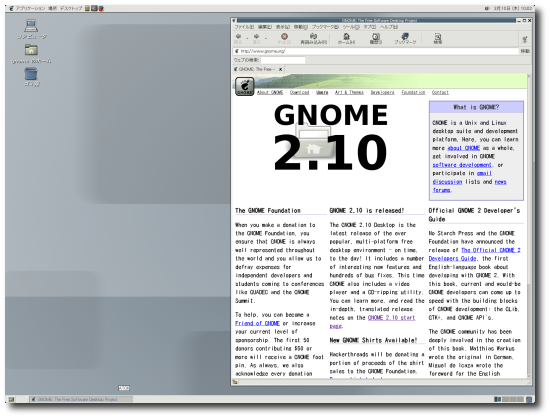 アプリケーション 場所 デスクトップ
3月10日(木) 10:02
コンピュータ
gnome のホーム
ゴミ箱
GNOME: The Free Software Desktop Project
ファイル(F) 編集(E) 表示(V) 移動(G) ブックマーク(B) ツール(T) タブ(T) ヘルプ(H)
再読み込み(R) ホーム(H) 履歴(I) ブックマーク 検索
http://www.gnome.org/
移動
ウェブの検索:
GNOME: The Free -
GNOME
About GNOME Download Users Art & Themes Developers Foundation Contact
GNOME
2.10
What is GNOME?
GNOME is a Unix and Linux
desktop suite and development
platform. Here, you can learn
more about GNOME as a whole,
get involved in GNOME
software development, or
participate in email
discussion lists and news
forums.
The GNOME Foundation
When you make a donation to
the GNOME Foundation, you
ensure that GNOME is always
well represented throughout
the world and you allow us to
defray expenses for
independent developers and
students coming to conferences
like GUADEC and the GNOME
Summit.
To help, you can become a
Friend of GNOME or increase
your current level of
sponsorship. The first 50
donors contributing $50 or
more will receive a GNOME foot
pin. As always, we also
acknowledge every donation
GNOME 2.10 is released!
The GNOME 2.10 Desktop is the
latest release of the ever
popular, multi-platform free
desktop environment - on time,
to the day! It includes a number
of interesting new features and
hundreds of bug fixes. This time
GNOME also includes a video
player and a CD-ripping utility.
You can learn more, and read the
in-depth, translated release
notes on the GNOME 2.10 start
page.
New GNOME Shirts Available!
Hackerthreads will be donating a
portion of proceeds of the shirt
sales to the GNOME Foundation.
Official GNOME 2 Developer's
Guide
No Starch Press and the GNOME
Foundation have announced the
release of The Official GNOME 2
Developers Guide, the first
English-language book about
developing with GNOME 2. With
this book, current and would-be
GNOME developers can come up to
speed with the building blocks
of GNOME development: the GLib,
GTK+, and GNOME API's.
The GNOME community has been
deeply involved in the creation
of this book. Matthias Warkus
wrote the original in German,
Miguel de Icaza wrote the
foreword for the English
GNOME: The Free Software Desktop Project